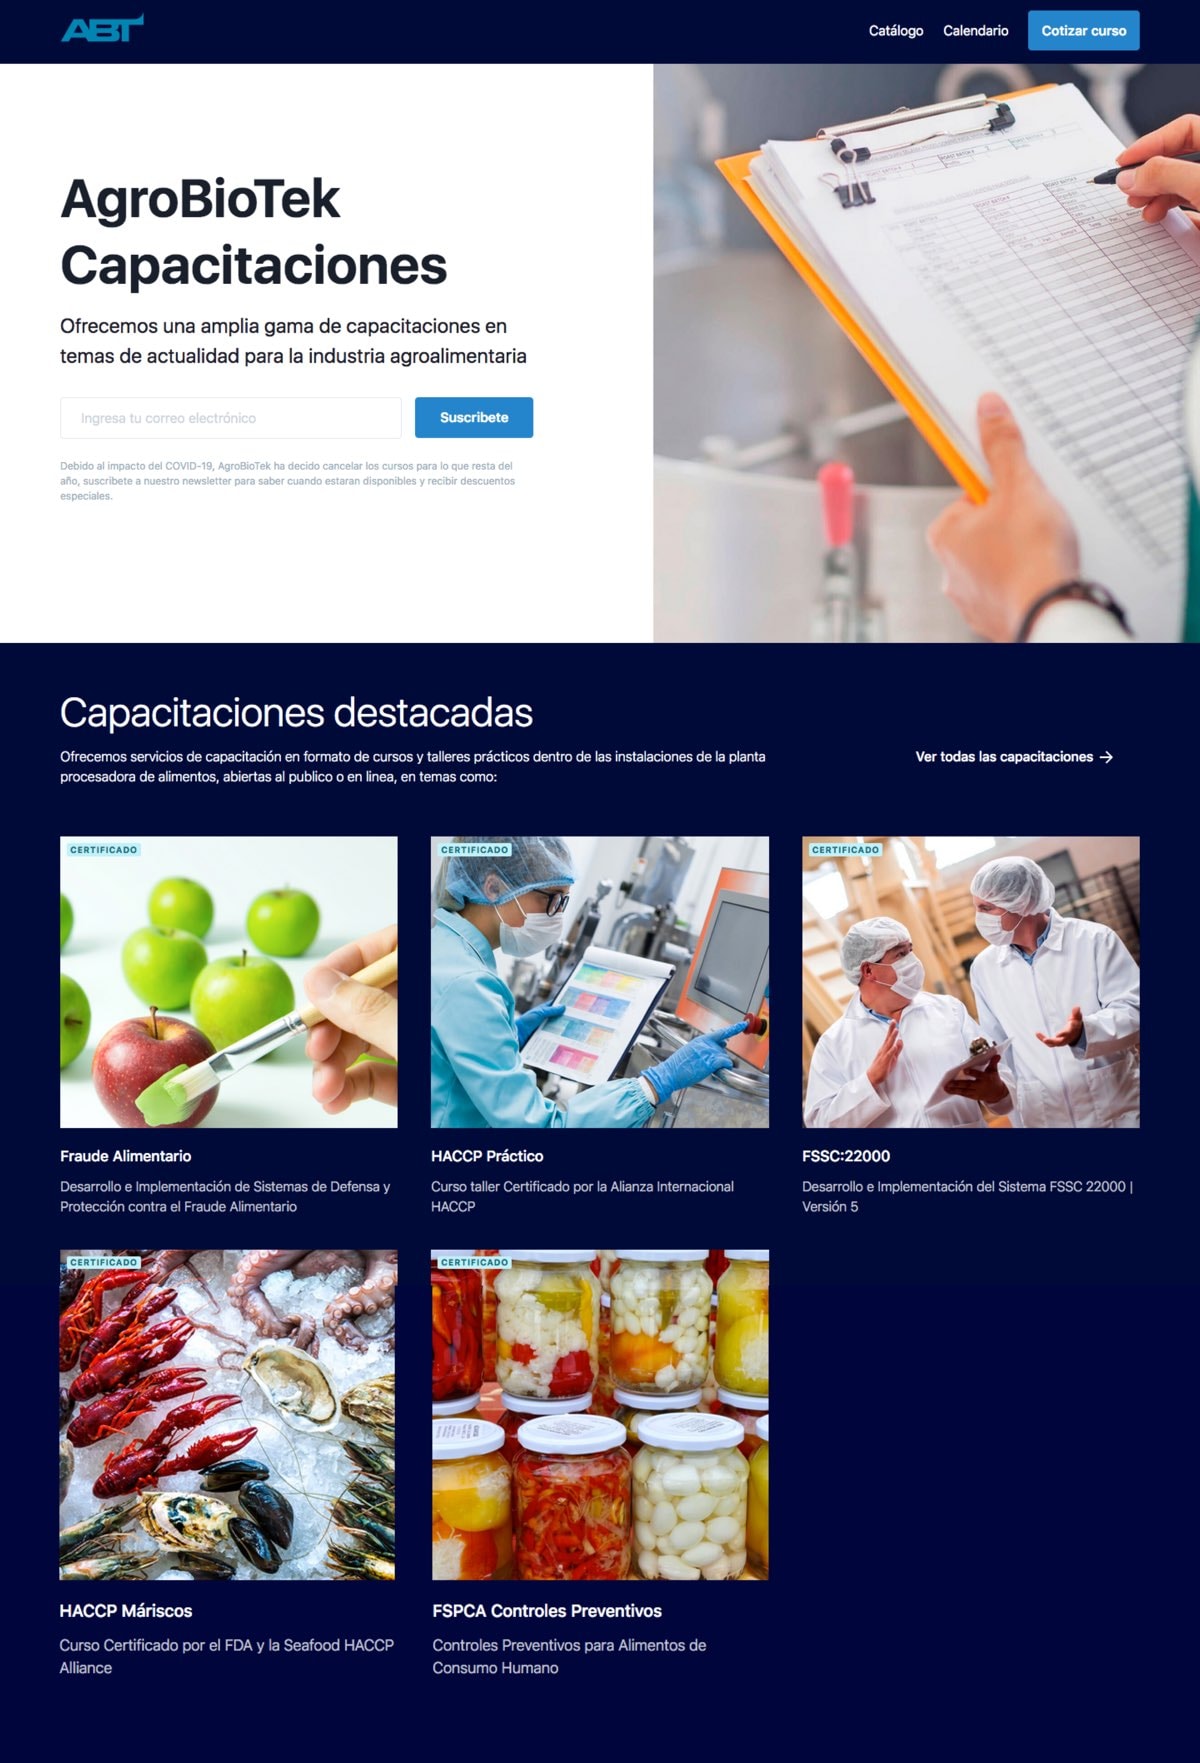 ABT
Catálogo
Calendario
Cotizar curso
AgroBioTek
Capacitaciones
Ofrecemos una amplia gama de capacitaciones en
temas de actualidad para la industria agroalimentaria
Ingresa tu correo electrónico
Suscribete
Debido al impacto del COVID-19, AgroBioTek ha decido cancelar los cursos para lo que resta del
año, suscribete a nuestro newsletter para saber cuando estaran disponibles y recibir descuentos
especiales.
Capacitaciones destacadas
Ofrecemos servicios de capacitación en formato de cursos y talleres prácticos dentro de las instalaciones de la planta
procesadora de alimentos, abiertas al publico o en linea, en temas como:
Ver todas las capacitaciones →
CERTIFICADO
CERTIFICADO
CERTIFICADO
Fraude Alimentario
Desarrollo e Implementación de Sistemas de Defensa y
Protección contra el Fraude Alimentario
HACCP Práctico
Curso taller Certificado por la Alianza Internacional
HACCP
FSSC:22000
Desarrollo e Implementación del Sistema FSSC 22000 |
Versión 5
CERTIFICADO
CERTIFICADO
HACCP Máriscos
Curso Certificado por el FDA y la Seafood HACCP
Alliance
FSPCA Controles Preventivos
Controles Preventivos para Alimentos de
Consumo Humano